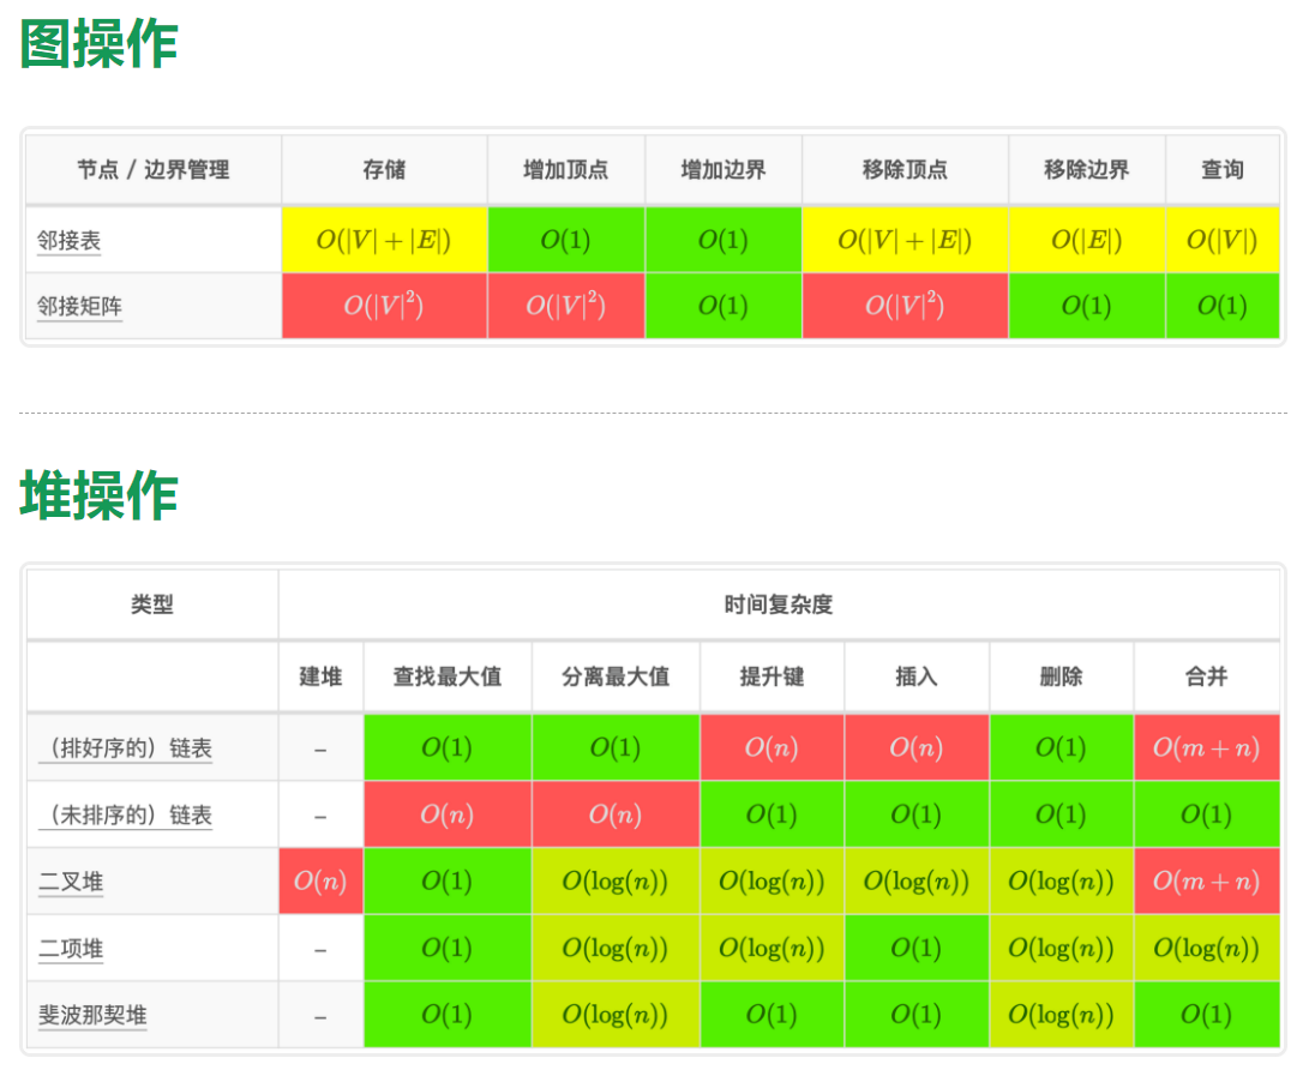 图操作
节点 / 边界管理 存储 增加顶点 增加边界 移除顶点 移除边界 查询
邻接表 O(|V| + |E|) O(1) O(1) O(|V| + |E|) O(|E|) O(|V|)
邻接矩阵 O(|V|²) O(|V|²) O(1) O(|V|²) O(1) O(1)
堆操作
类型 时间复杂度
建堆 查找最大值 分离最大值 提升键 插入 删除 合并
（排好序的）链表 – O(1) O(1) O(n) O(n) O(1) O(m + n)
（未排序的）链表 – O(n) O(n) O(1) O(1) O(1) O(1)
二叉堆 O(n) O(1) O(log(n)) O(log(n)) O(log(n)) O(log(n)) O(m + n)
二项堆 – O(1) O(log(n)) O(log(n)) O(1) O(log(n)) O(log(n))
斐波那契堆 – O(1) O(log(n)) O(1) O(1) O(log(n)) O(1)